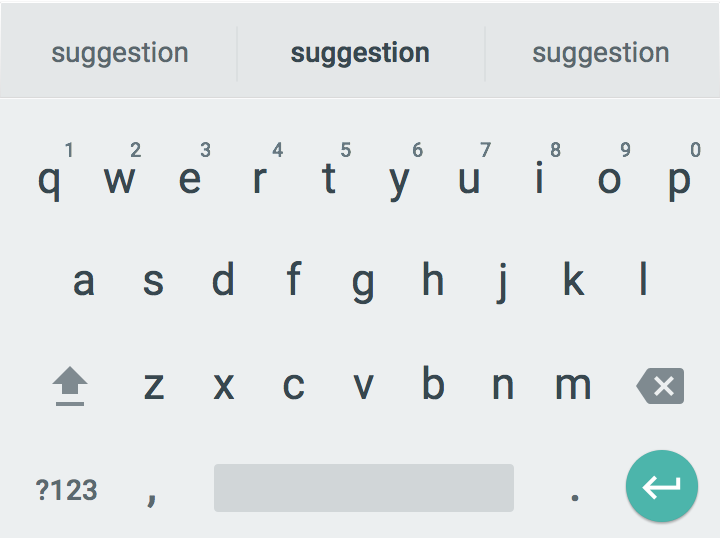 suggestion suggestion suggestion
1 2 3 4 5 6 7 8 9 0
q w e r t y u i o p
a s d f g h j k l
z x c v b n m
?123 , .